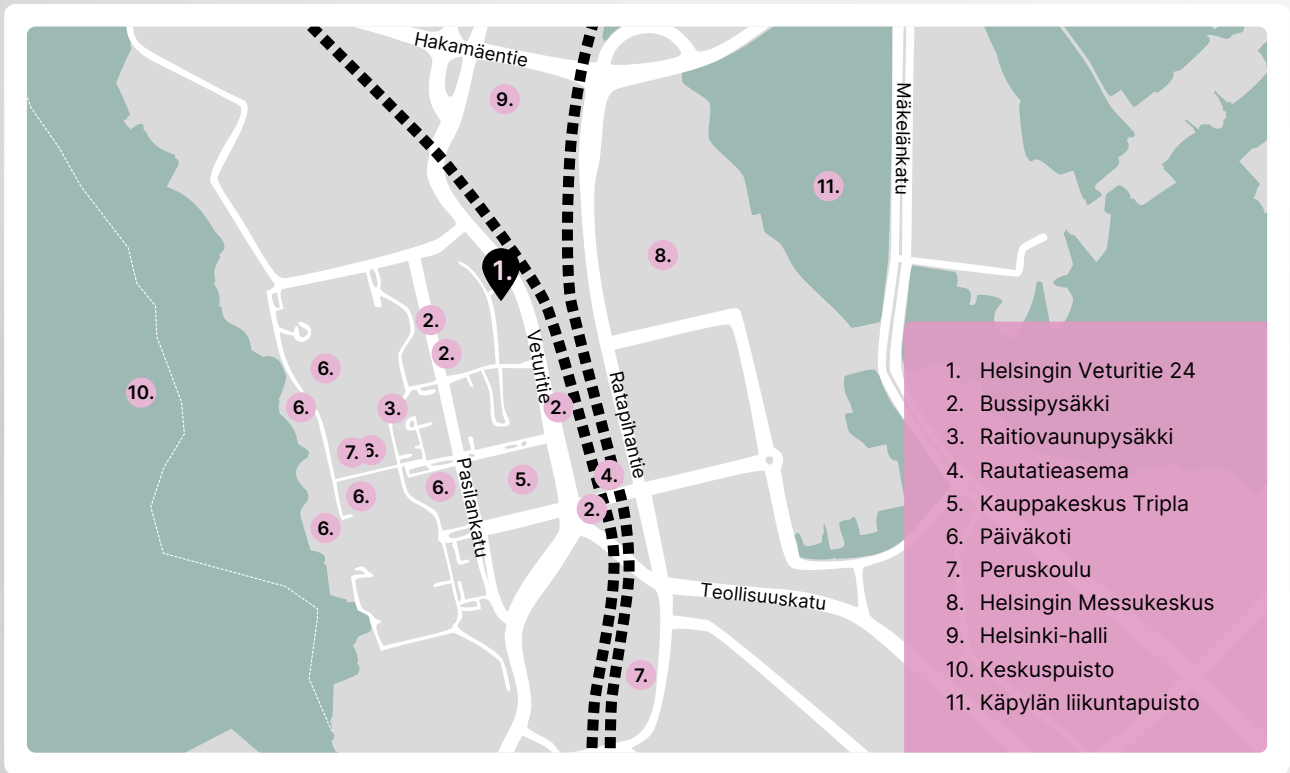 Hakamäentie
9.
Mäkelänkatu
11.
8.
1.
2.
2.
Veturitie
6.
Ratapihantie
10.
6.
3.
2.
7.
6.
Pasilankatu
6.
6.
5.
4.
2.
6.
Teollisuuskatu
7.
1. Helsingin Veturitie 24
2. Bussipysäkki
3. Raitiovaunupysäkki
4. Rautatieasema
5. Kauppakeskus Tripla
6. Päiväkoti
7. Peruskoulu
8. Helsingin Messukeskus
9. Helsinki-halli
10. Keskuspuisto
11. Käpylän liikuntapuisto